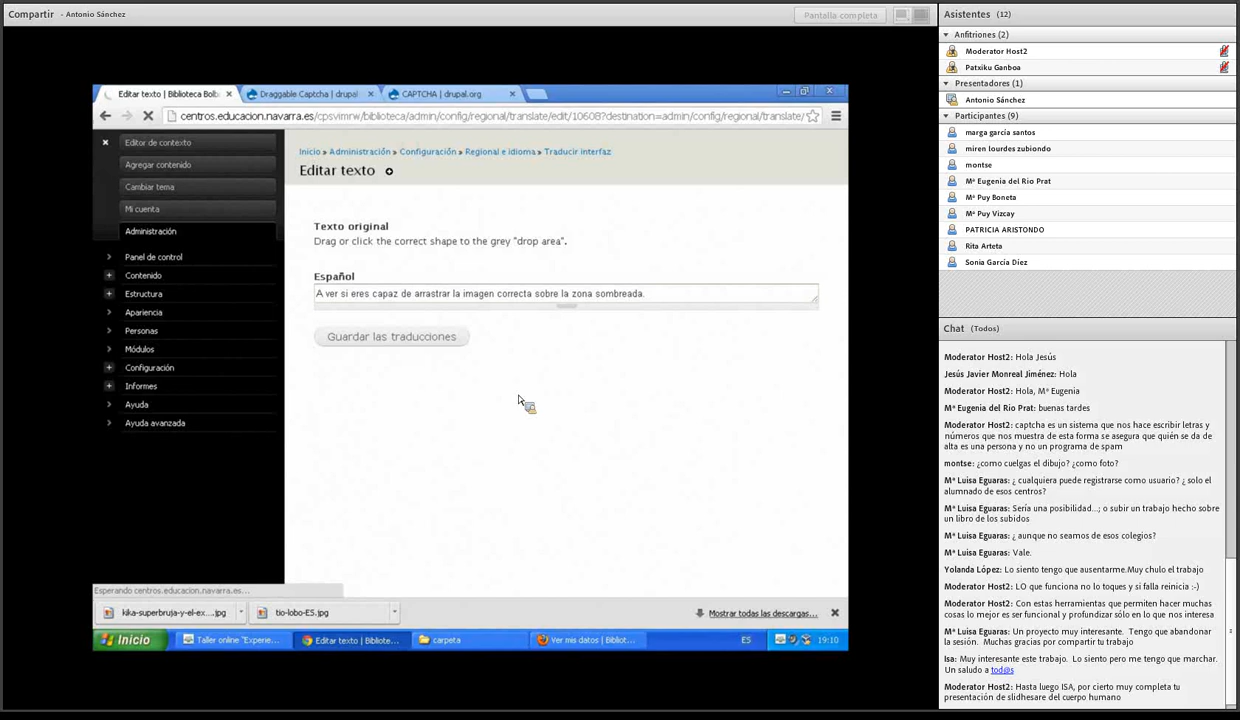 Compartir - Antonio Sánchez
Pantalla completa
Editar texto | Biblioteca Bolb
Draggable Captcha | drupal
CAPTCHA | drupal.org
centros.educacion.navarra.es/cpsvimrw/biblioteca/admin/config/regional/translate/edit/10608?destination=admin/config/regional/translate/
Editor de contexto
Agregar contenido
Cambiar tema
Mi cuenta
Administración
Panel de control
Contenido
Estructura
Apariencia
Personas
Módulos
Configuración
Informes
Ayuda
Ayuda avanzada
Inicio » Administración » Configuración » Regional e idioma » Traducir interfaz
Editar texto
Texto original
Drag or click the correct shape to the grey "drop area".
Español
A ver si eres capaz de arrastrar la imagen correcta sobre la zona sombreada.
Guardar las traducciones
Esperando centros.educacion.navarra.es...
kika-superbruja-y-el-ex....jpg
tio-lobo-E5.jpg
Mostrar todas las descargas...
Inicio
Taller online "Experie...
Editar texto | Bibliote...
carpeta
Ver mis datos | Bibliot...
ES
19:10
Asistentes (12)
Anfitriones (2)
Moderator Host2
Patxiku Ganboa
Presentadores (1)
Antonio Sánchez
Participantes (9)
marga garcía santos
miren lourdes zubiondo
montse
Mª Eugenia del Rio Prat
Mª Puy Boneta
Mª Puy Vizcay
PATRICIA ARISTONDO
Rita Arteta
Sonia García Díez
Chat (Todos)
Moderator Host2: Hola Jesús
Jesús Javier Monreal Jiménez: Hola
Moderator Host2: Hola, Mª Eugenia
Mª Eugenia del Rio Prat: buenas tardes
Moderator Host2: captcha es un sistema que nos hace escribir letras y
números que nos muestra de esta forma se asegura que quién se da de
alta es una persona y no un programa de spam
montse: ¿como cuelgas el dibujo? ¿como foto?
Mª Luisa Eguaras: ¿ cualquiera puede registrarse como usuario? ¿ solo el
alumnado de esos centros?
Mª Luisa Eguaras: Sería una posibilidad...; o subir un trabajo hecho sobre
un libro de los subidos
Mª Luisa Eguaras: ¿ aunque no seamos de esos colegios?
Mª Luisa Eguaras: Vale.
Yolanda López: Lo siento tengo que ausentarme.Muy chulo el trabajo
Moderator Host2: LO que funciona no lo toques y si falla reinicia :-)
Moderator Host2: Con estas herramientas que permiten hacer muchas
cosas lo mejor es ser funcional y profundizar sólo en lo que nos interesa
Mª Luisa Eguaras: Un proyecto muy interesante. Tengo que abandonar
la sesión. Muchas gracias por compartir tu trabajo
Isa: Muy interesante este trabajo. Lo siento pero me tengo que marchar.
Un saludo a tod@s
Moderator Host2: Hasta luego ISA, por cierto muy completa tu
presentación de slidhesare del cuerpo humano